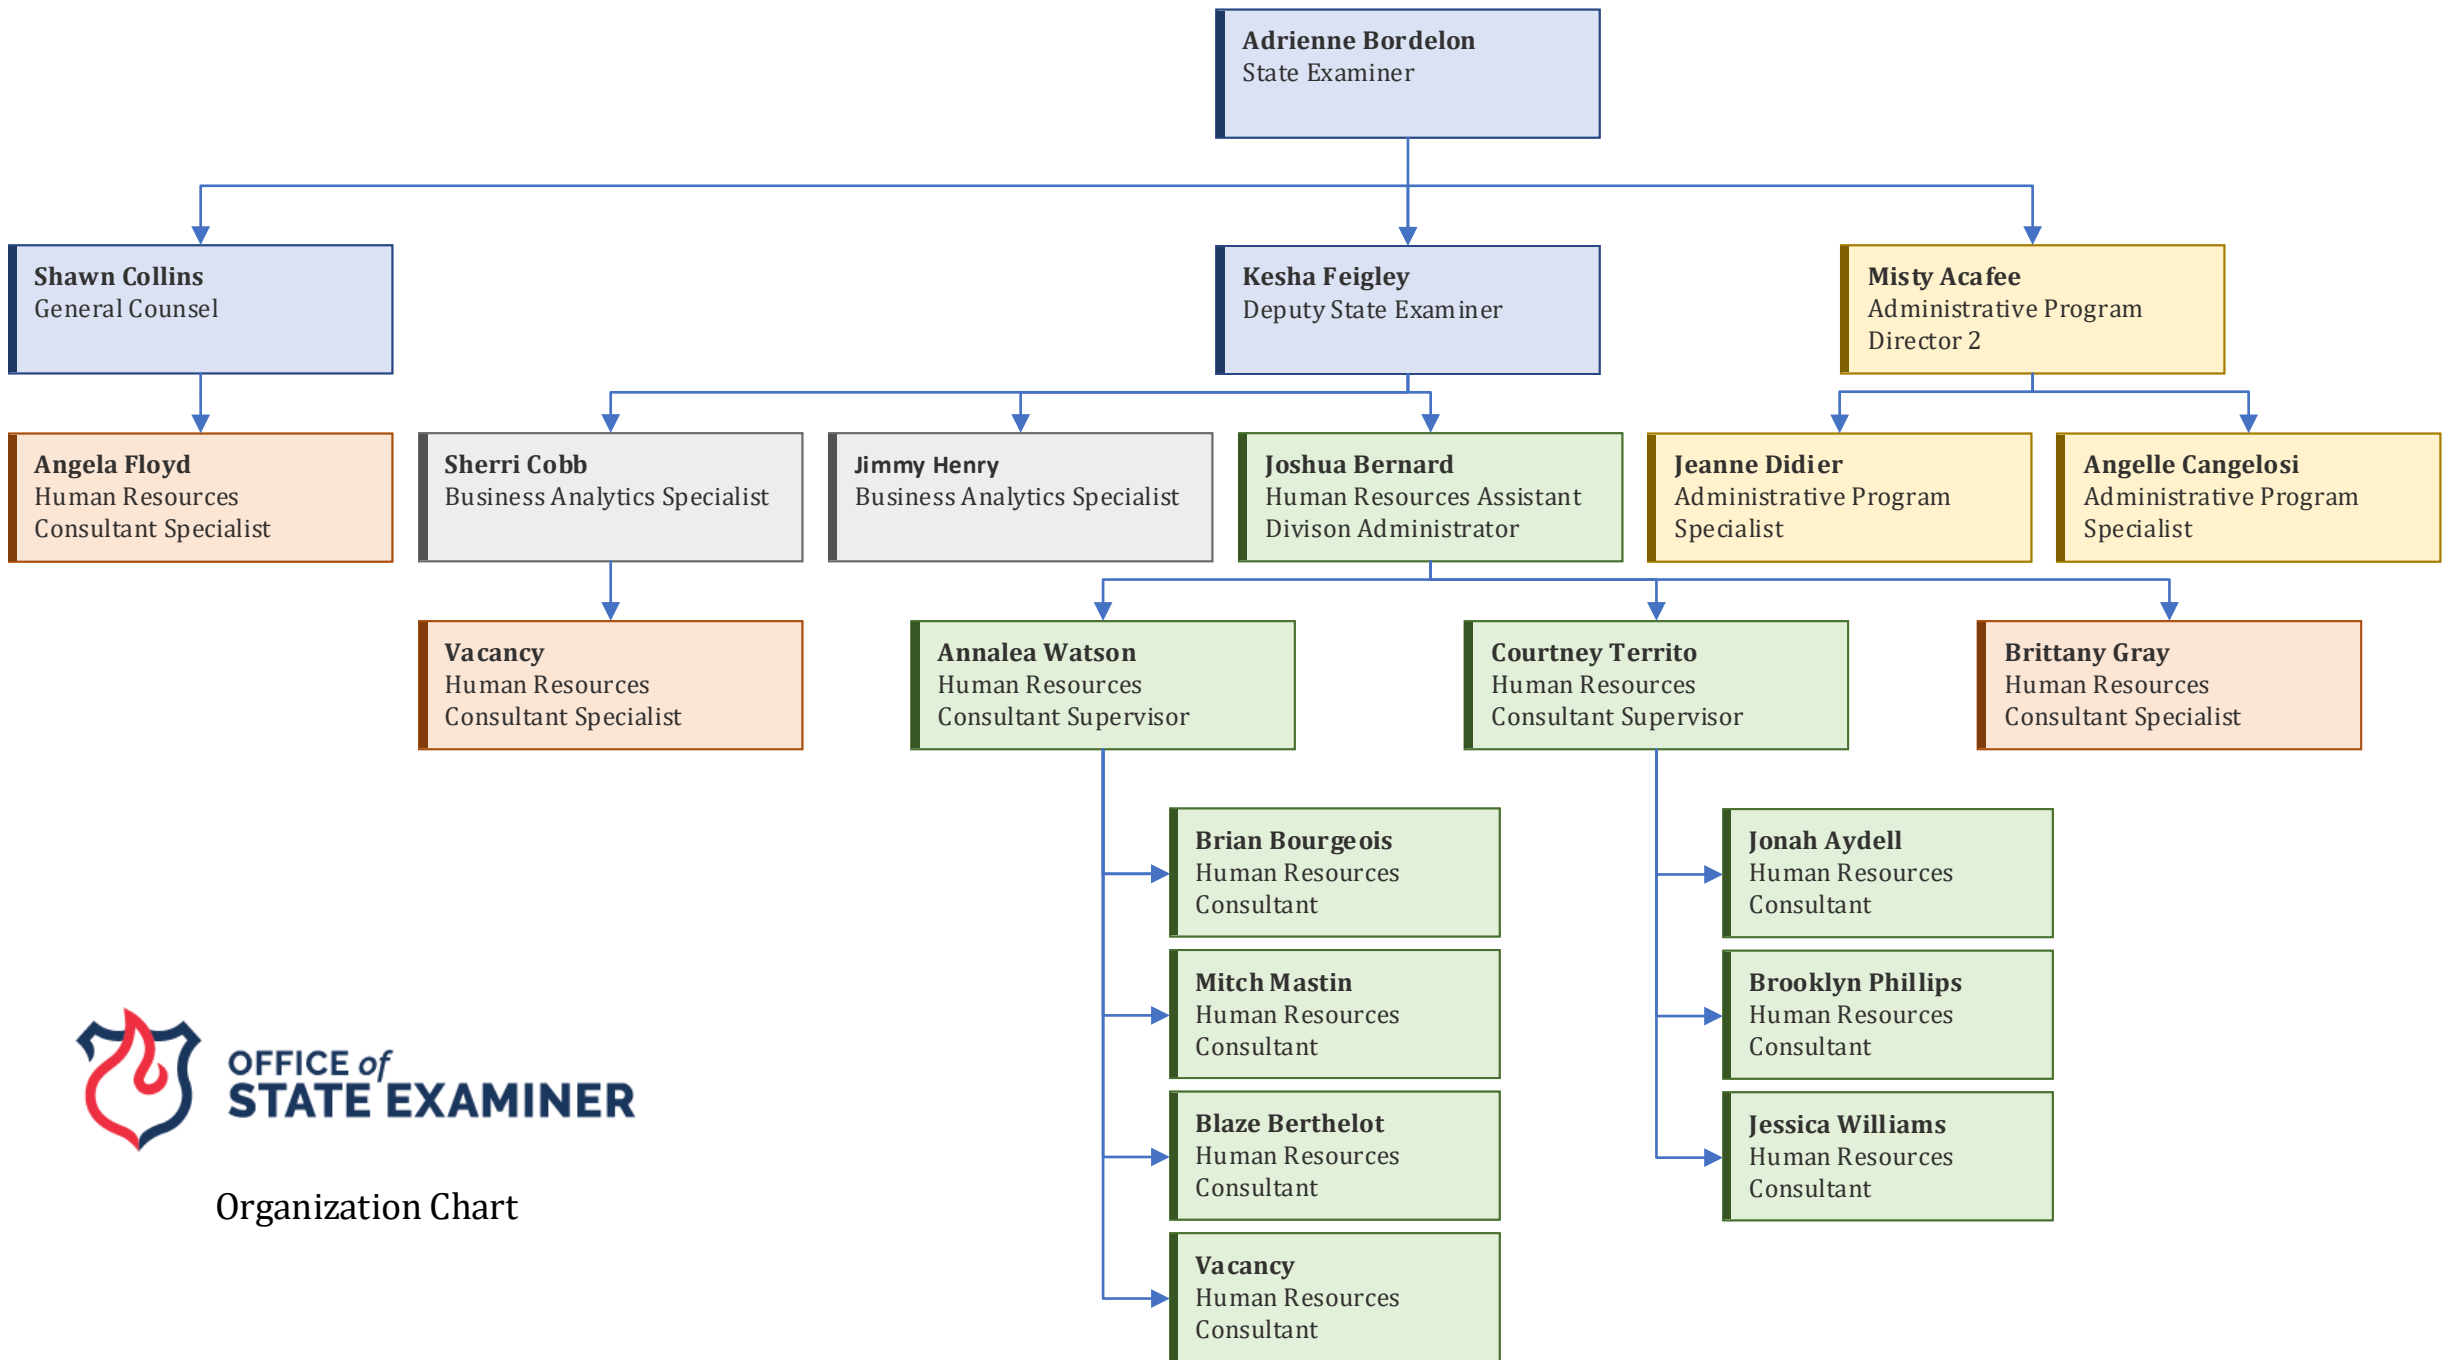 Adrienne Bordelon
State Examiner
Shawn Collins
General Counsel
Kesha Feigley
Deputy State Examiner
Misty Acafee
Administrative Program
Director 2
Angela Floyd
Human Resources
Consultant Specialist
Sherri Cobb
Business Analytics Specialist
Jimmy Henry
Business Analytics Specialist
Joshua Bernard
Human Resources Assistant
Divison Administrator
Jeanne Didier
Administrative Program
Specialist
Angelle Cangelosi
Administrative Program
Specialist
Vacancy
Human Resources
Consultant Specialist
Annalea Watson
Human Resources
Consultant Supervisor
Courtney Territo
Human Resources
Consultant Supervisor
Brittany Gray
Human Resources
Consultant Specialist
Brian Bourgeois
Human Resources
Consultant
Mitch Mastin
Human Resources
Consultant
Blaze Berthelot
Human Resources
Consultant
Vacancy
Human Resources
Consultant
Jonah Aydell
Human Resources
Consultant
Brooklyn Phillips
Human Resources
Consultant
Jessica Williams
Human Resources
Consultant
OFFICE of
STATE EXAMINER
Organization Chart